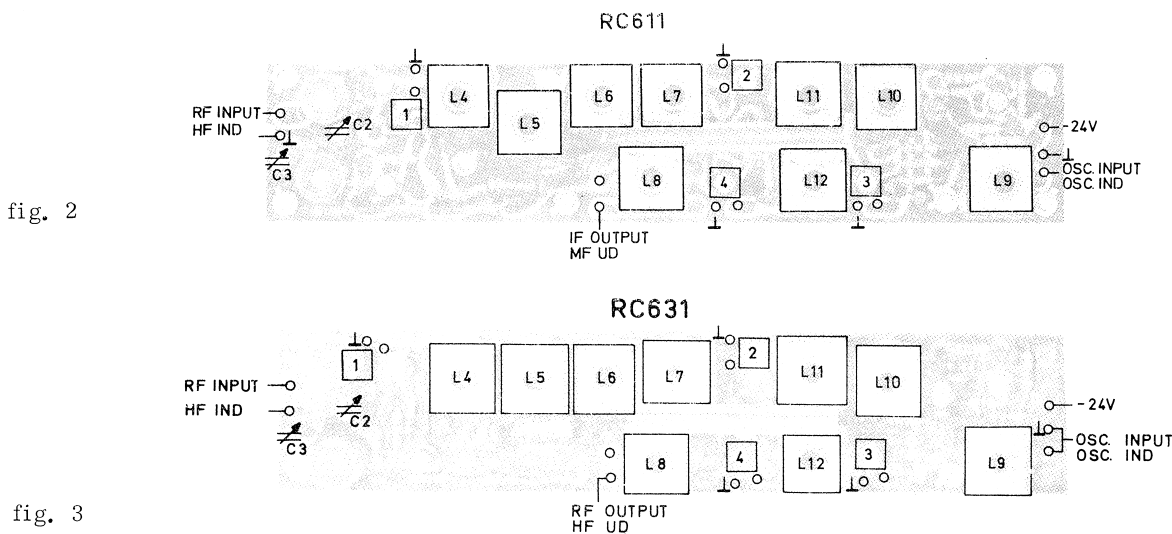 RC611
RF INPUT
HF IND
C2
C3
1
L4
L5
L6
L7
2
L11
L10
L8
4
L12
3
L9
-24V
OSC. INPUT
OSC. IND
IF OUTPUT
MF UD
fig. 2
RC631
RF INPUT
HF IND
1
C2
C3
L4
L5
L6
L7
2
L11
L10
L8
4
L12
3
L9
-24V
OSC. INPUT
OSC. IND
RF OUTPUT
HF UD
fig. 3